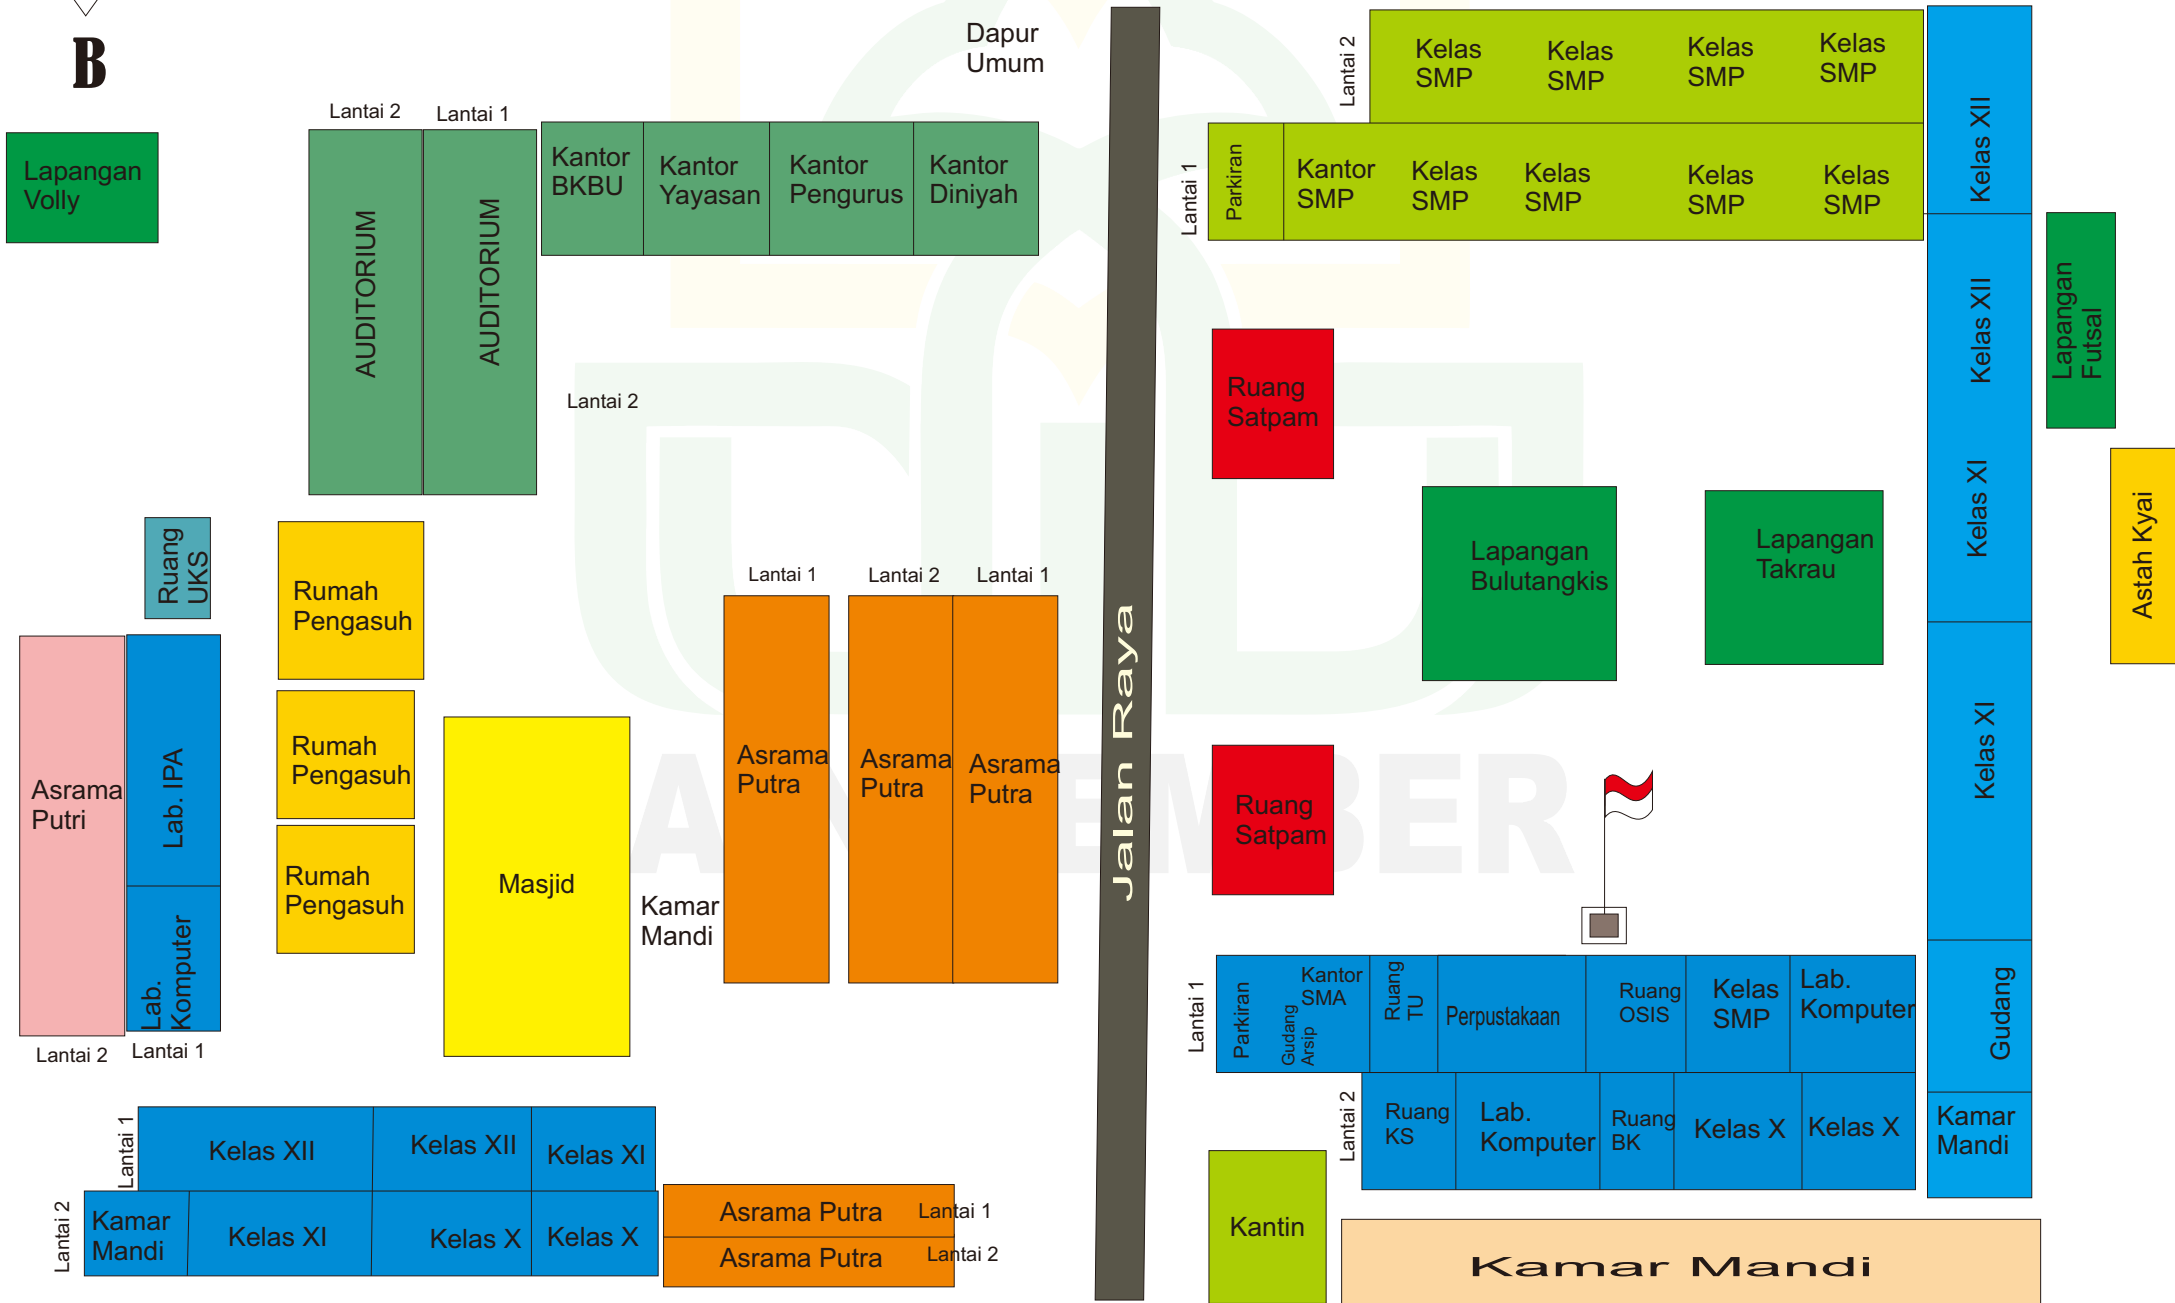 B
Dapur
Umum
Lantai 2
Kelas
SMP
Kelas
SMP
Kelas
SMP
Kelas
SMP
Kelas XII
Lantai 2
Lantai 1
Lapangan
Volly
AUDITORIUM
AUDITORIUM
Kantor
BKBU
Kantor
Yayasan
Kantor
Pengurus
Kantor
Diniyah
Lantai 1
Parkiran
Kantor
SMP
Kelas
SMP
Kelas
SMP
Kelas
SMP
Kelas
SMP
Kelas XII
Lapangan
Futsal
Lantai 2
Ruang
Satpam
Kelas XI
Astah Kyai
Ruang
UKS
Rumah
Pengasuh
Lantai 1
Lantai 2
Lantai 1
Jalan Raya
Lapangan
Bulutangkis
Lapangan
Takrau
Asrama
Putri
Lab. IPA
Rumah
Pengasuh
Asrama
Putra
Asrama
Putra
Asrama
Putra
Kelas XI
Ruang
Satpam
Lab.
Komputer
Rumah
Pengasuh
Masjid
Kamar
Mandi
EMBER
Lantai 2
Lantai 1
Lantai 1
Parkiran
Kantor
SMA
Gudang
Arsip
Ruang
TU
Perpustakaan
Ruang
OSIS
Kelas
SMP
Lab.
Komputer
Gudang
Lantai 1
Kelas XII
Kelas XII
Kelas XI
Lantai 2
Ruang
KS
Lab.
Komputer
Ruang
BK
Kelas X
Kelas X
Kamar
Mandi
Lantai 2
Kamar
Mandi
Kelas XI
Kelas X
Kelas X
Asrama Putra
Lantai 1
Asrama Putra
Lantai 2
Kantin
Kamar Mandi